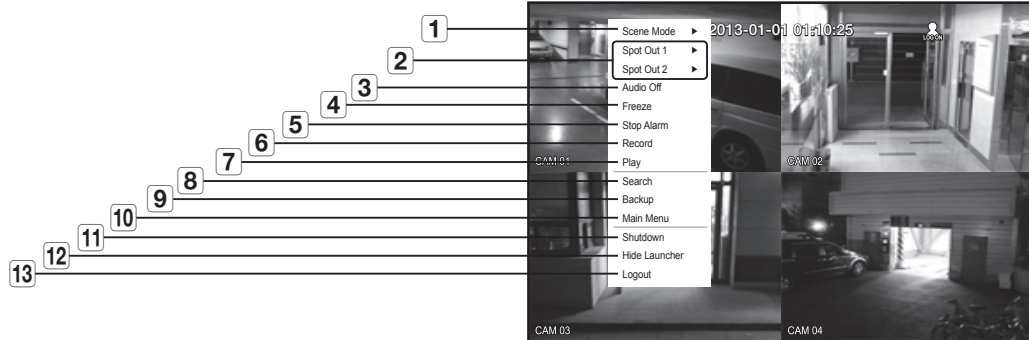 1
2
3
4
5
6
7
8
9
10
11
12
13
2013-01-01 01:10:25
LOG ON
Scene Mode ▶
Spot Out 1 ▶
Spot Out 2 ▶
Audio Off
Freeze
Stop Alarm
Record
Play
Search
Backup
Main Menu
Shutdown
Hide Launcher
Logout
CAM 01
CAM 02
CAM 03
CAM 04